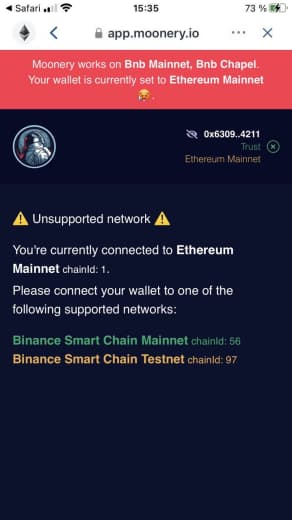 ◀ Safari
15:35
73 %
app.moonery.io
Moonery works on Bnb Mainnet, Bnb Chapel.
Your wallet is currently set to Ethereum Mainnet
😭.
0x6309..4211
Trust
Ethereum Mainnet
⚠️ Unsupported network ⚠️
You're currently connected to Ethereum
Mainnet chainId: 1.
Please connect your wallet to one of the
following supported networks:
Binance Smart Chain Mainnet chainId: 56
Binance Smart Chain Testnet chainId: 97